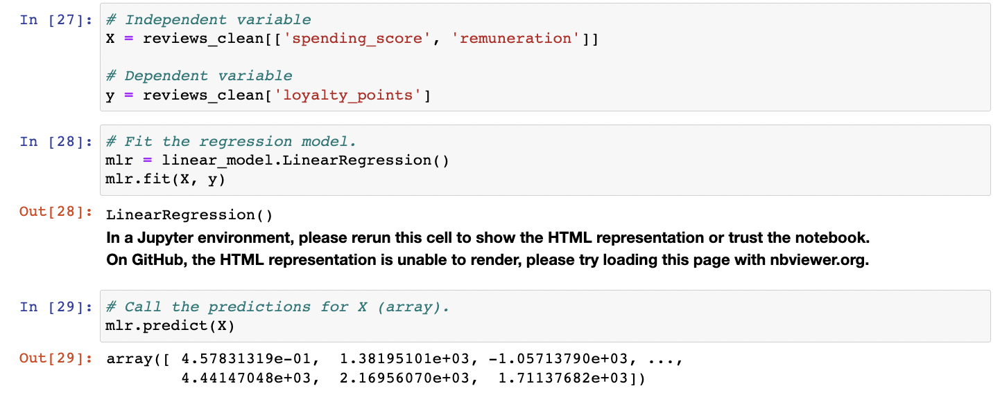 In [27]: # Independent variable
X = reviews_clean[['spending_score', 'remuneration']]
# Dependent variable
y = reviews_clean['loyalty_points']
In [28]: # Fit the regression model.
mlr = linear_model.LinearRegression()
mlr.fit(X, y)
Out[28]: LinearRegression()
In a Jupyter environment, please rerun this cell to show the HTML representation or trust the notebook.
On GitHub, the HTML representation is unable to render, please try loading this page with nbviewer.org.
In [29]: # Call the predictions for X (array).
mlr.predict(X)
Out[29]: array([ 4.57831319e-01,  1.38195101e+03, -1.05713790e+03, ...,
4.44147048e+03,  2.16956070e+03,  1.71137682e+03])